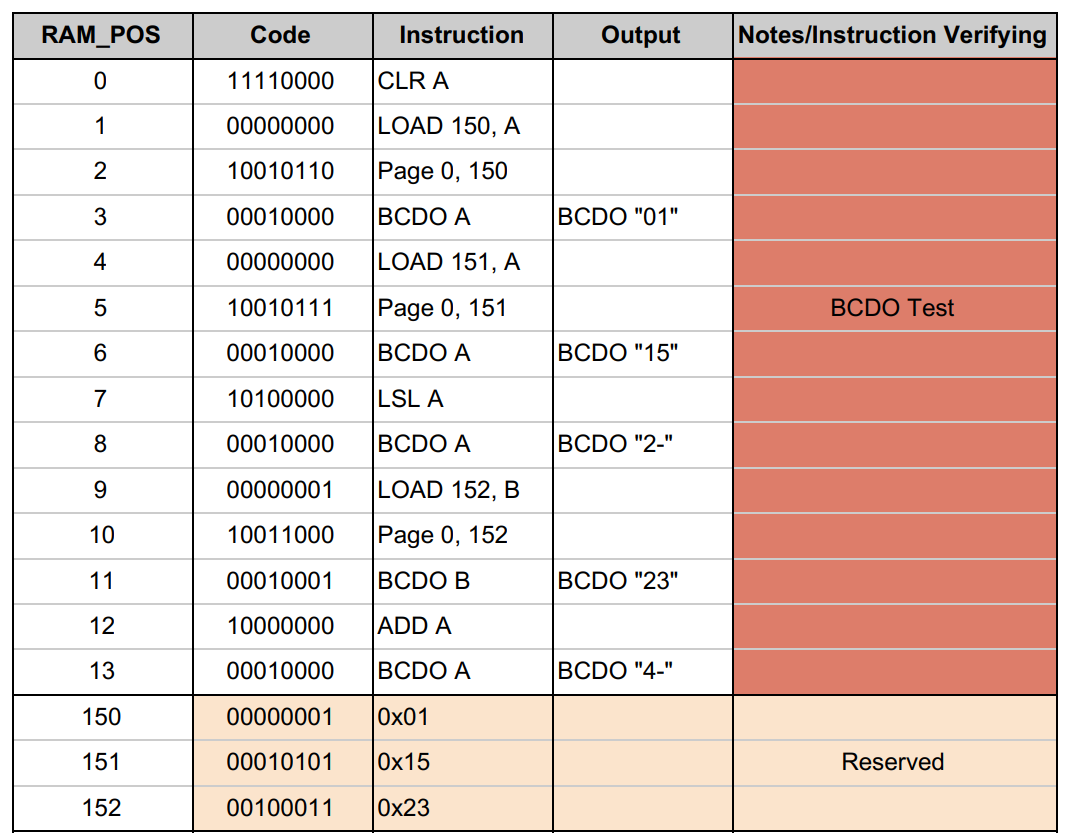 RAM_POS Code Instruction Output Notes/Instruction Verifying
0 11110000 CLR A
1 00000000 LOAD 150, A
2 10010110 Page 0, 150
3 00010000 BCDO A BCDO "01"
4 00000000 LOAD 151, A
5 10010111 Page 0, 151 BCDO Test
6 00010000 BCDO A BCDO "15"
7 10100000 LSL A
8 00010000 BCDO A BCDO "2-"
9 00000001 LOAD 152, B
10 10011000 Page 0, 152
11 00010001 BCDO B BCDO "23"
12 10000000 ADD A
13 00010000 BCDO A BCDO "4-"
150 00000001 0x01
151 00010101 0x15 Reserved
152 00100011 0x23